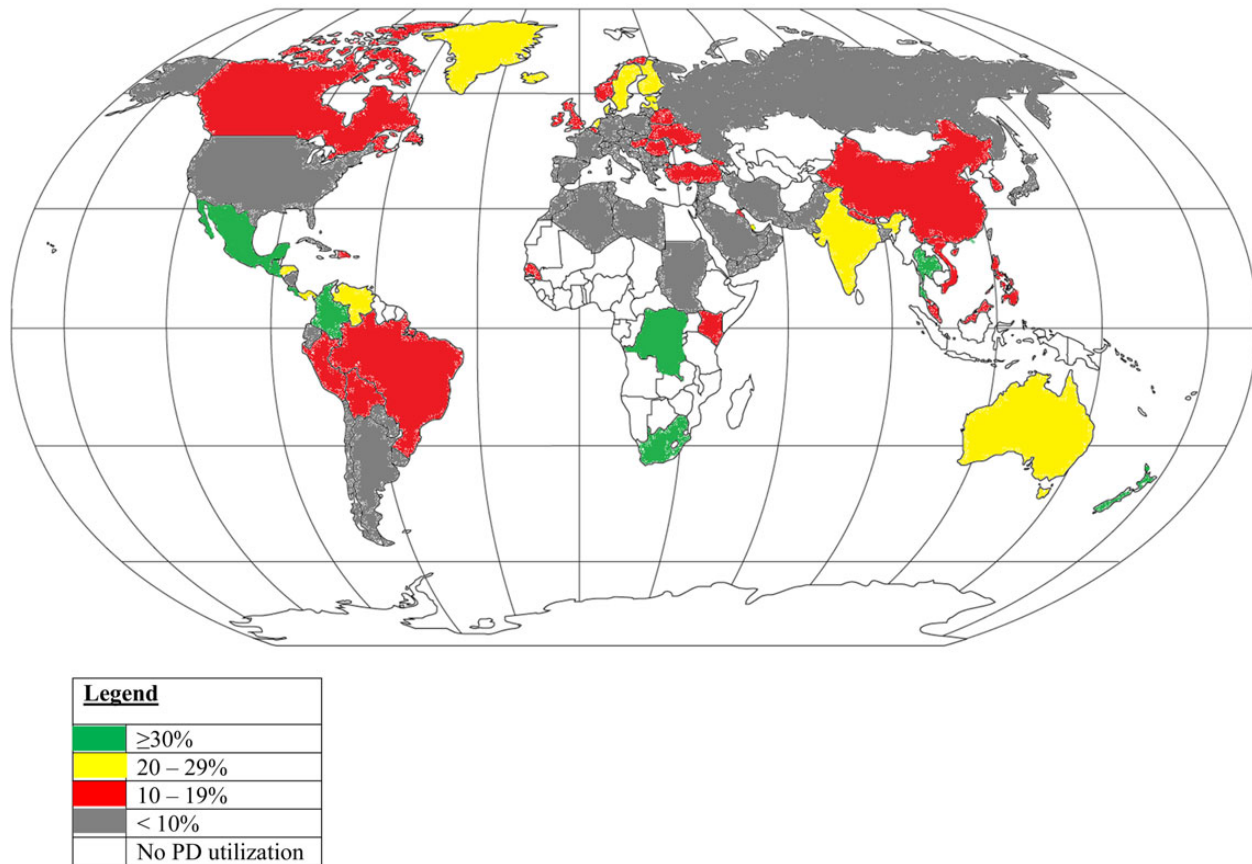 Legend
≥30%
20 – 29%
10 – 19%
< 10%
No PD utilization